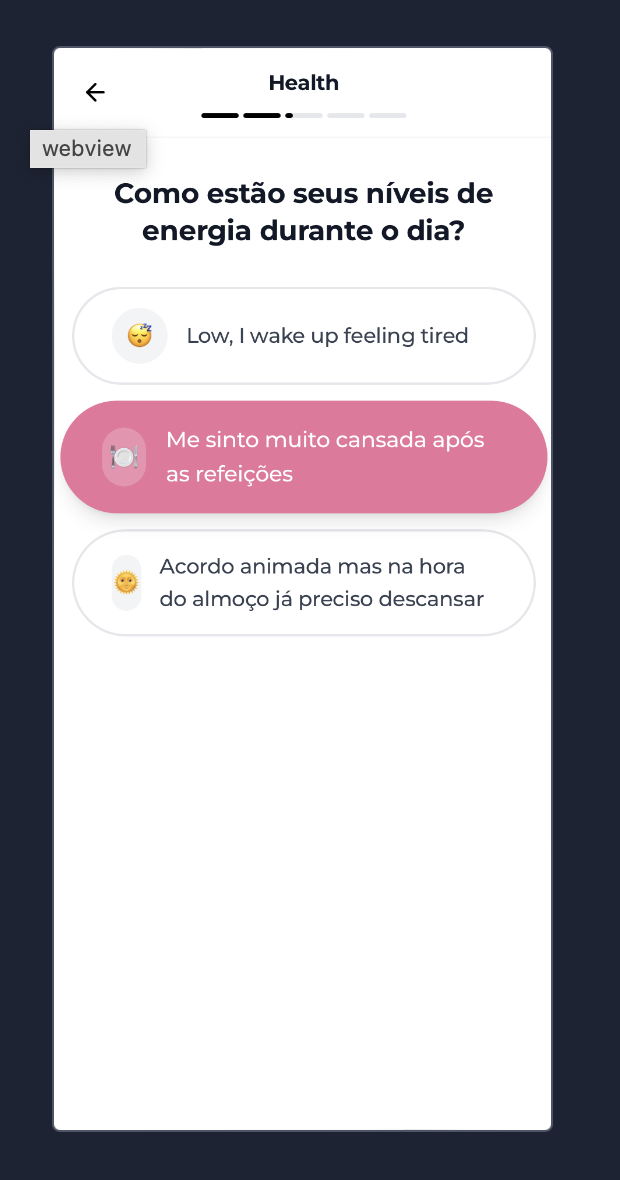 Health
webview
Como estão seus níveis de
energia durante o dia?
Low, I wake up feeling tired
Me sinto muito cansada após
as refeições
Acordo animada mas na hora
do almoço já preciso descansar